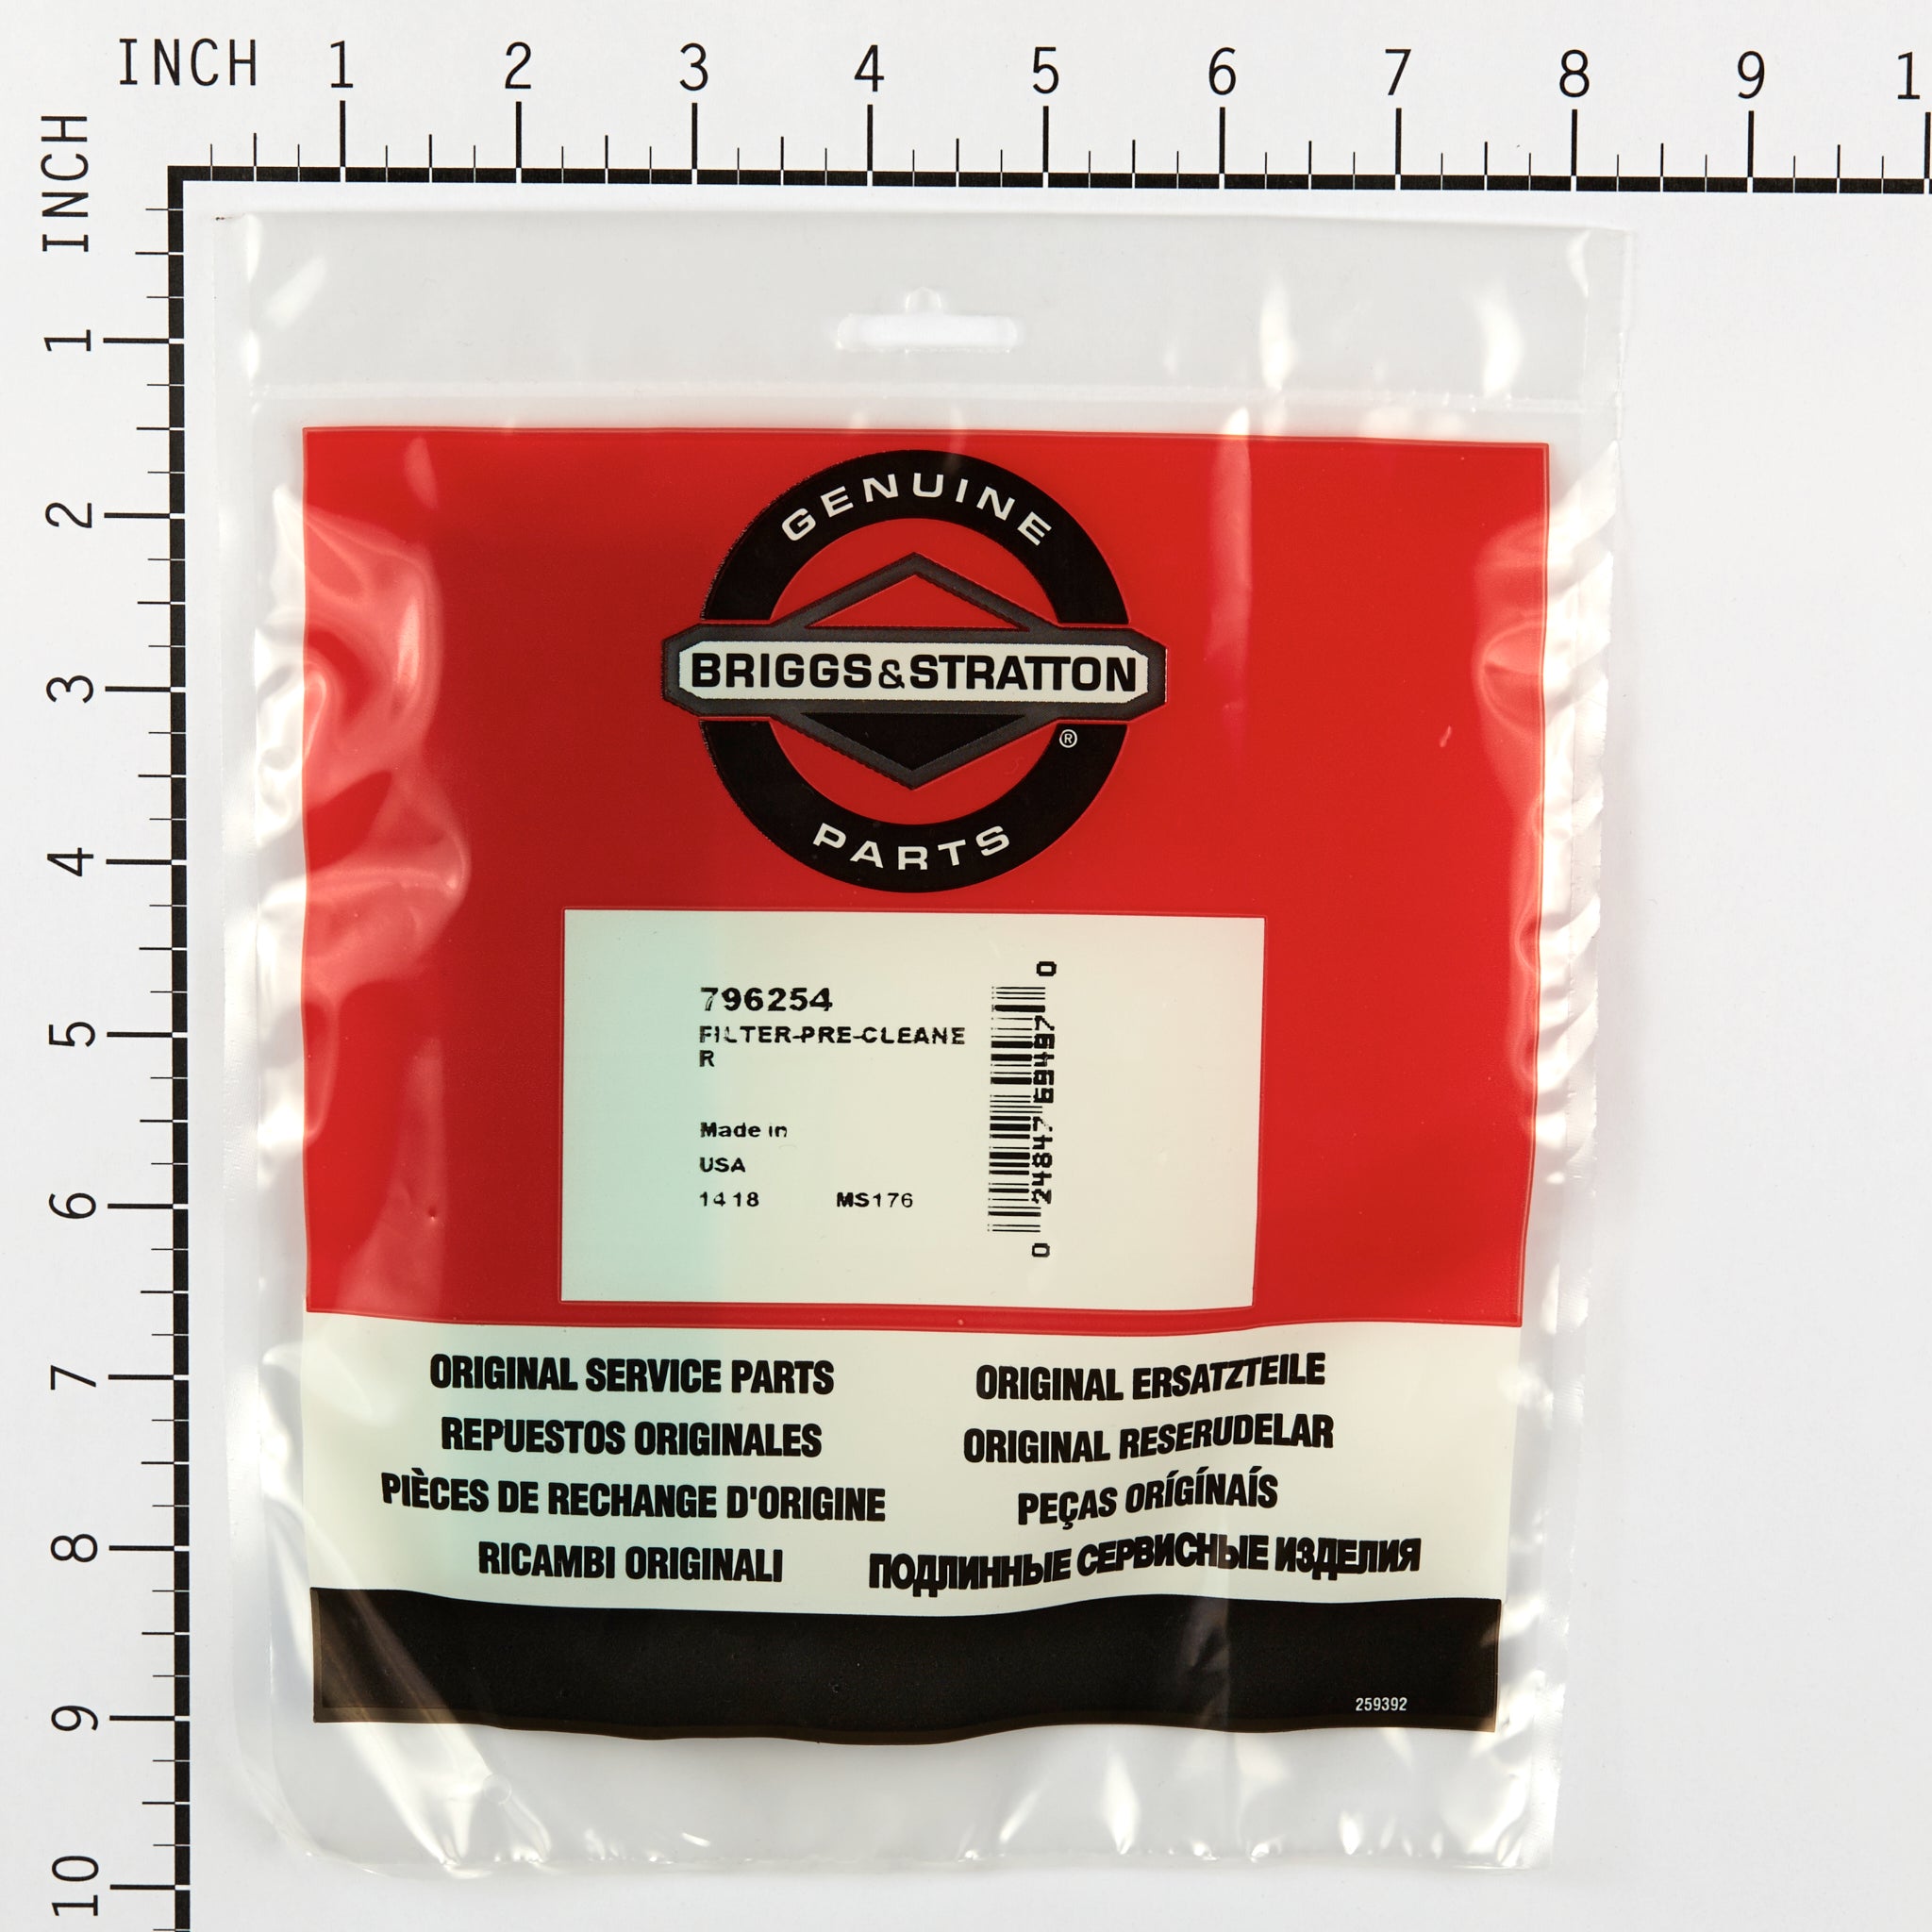 INCH 1 2 3 4 5 6 7 8 9 1
INCH 1 2 3 4 5 6 7 8 9 10
GENUINE
BRIGGS&STRATTON
®
PARTS
796254
FILTER-PRE-CLEANE
R
Made in
USA
1418 MS176
0 24847 69497 0
ORIGINAL SERVICE PARTS
ORIGINAL ERSATZTEILE
REPUESTOS ORIGINALES
ORIGINAL RESERUDELAR
PIÈCES DE RECHANGE D'ORIGINE
PEÇAS ORÍGÍNAÍS
RICAMBI ORIGINALI
ПОДЛИННЫЕ СЕРВИСНЫЕ ИЗДЕЛИЯ
259392